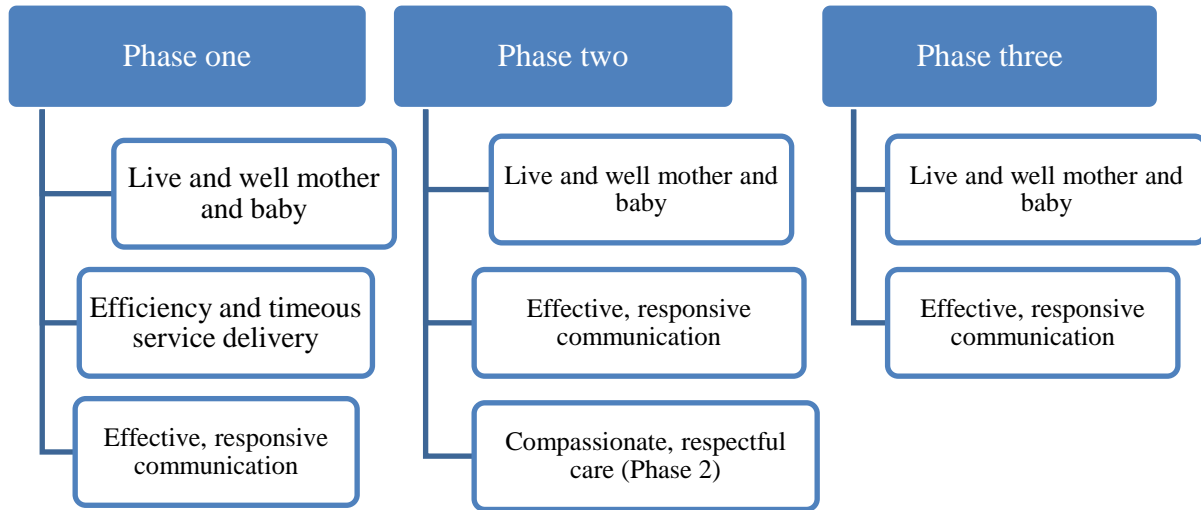 Phase one
Live and well mother
and baby
Efficiency and timeous
service delivery
Effective, responsive
communication
Phase two
Live and well mother and
baby
Effective, responsive
communication
Compassionate, respectful
care (Phase 2)
Phase three
Live and well mother and
baby
Effective, responsive
communication